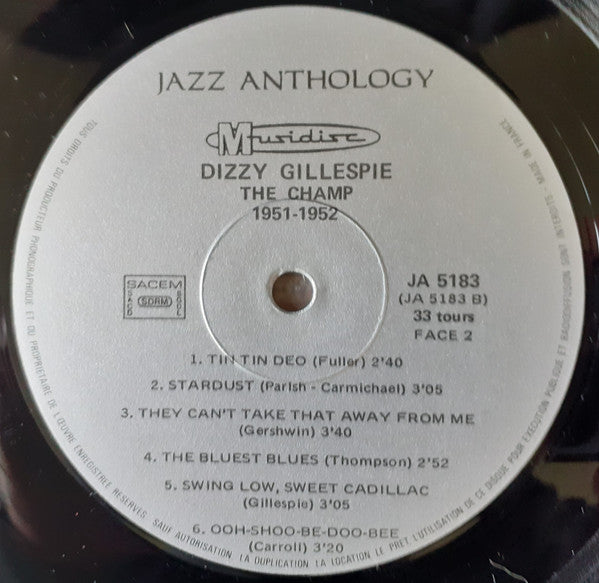 JAZZ ANTHOLOGY
Musidisc
DIZZY GILLESPIE
THE CHAMP
1951-1952
SACEM
SACD
SDRM
SGDL
JA 5183
(JA 5183 B)
33 tours
FACE 2
1. TIN TIN DEO (Fuller) 2'40
2. STARDUST (Parish - Carmichael) 3'05
3. THEY CAN'T TAKE THAT AWAY FROM ME
(Gershwin) 3'40
4. THE BLUEST BLUES (Thompson) 2'52
5. SWING LOW, SWEET CADILLAC
(Gillespie) 3'05
6. OOH-SHOO-BE-DOO-BEE
(Carroll) 3'20
TOUS DROITS DU PRODUCTEUR PHONOGRAPHIQUE ET DU PROPRIETAIRE DE L'ŒUVRE ENREGISTREE RESERVES. SAUF AUTORISATION, LA DUPLICATION, LA LOCATION, LE PRET, L'UTILISATION DE CE DISQUE POUR EXECUTION PUBLIQUE ET RADIODIFFUSION SONT INTERDITS - MADE IN FRANCE